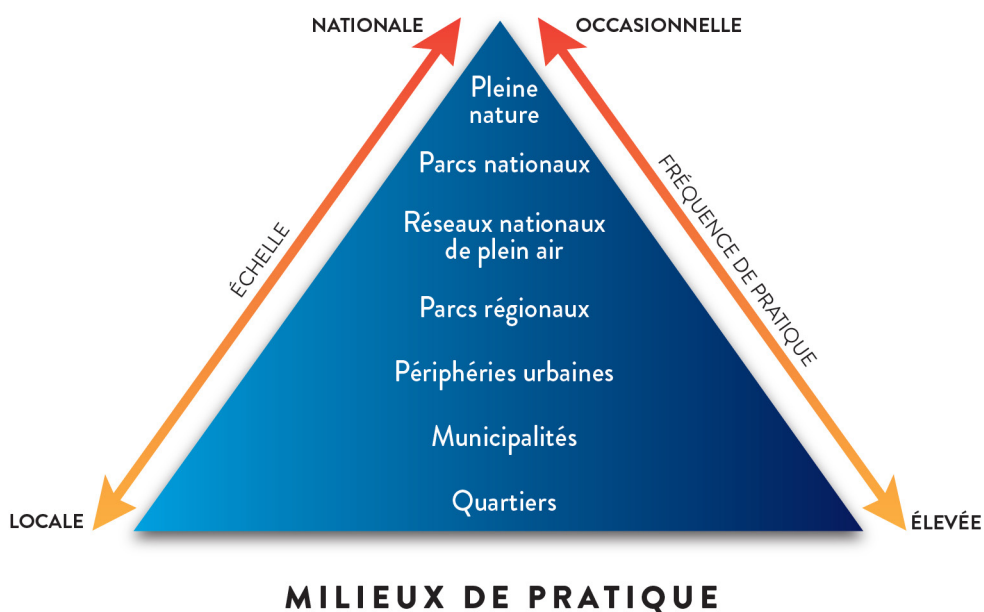 NATIONALE
OCCASIONNELLE
Pleine
nature
Parcs nationaux
Réseaux nationaux
de plein air
Parcs régionaux
Périphéries urbaines
Municipalités
Quartiers
ÉCHELLE
FRÉQUENCE DE PRATIQUE
LOCALE
ÉLEVÉE
MILIEUX DE PRATIQUE